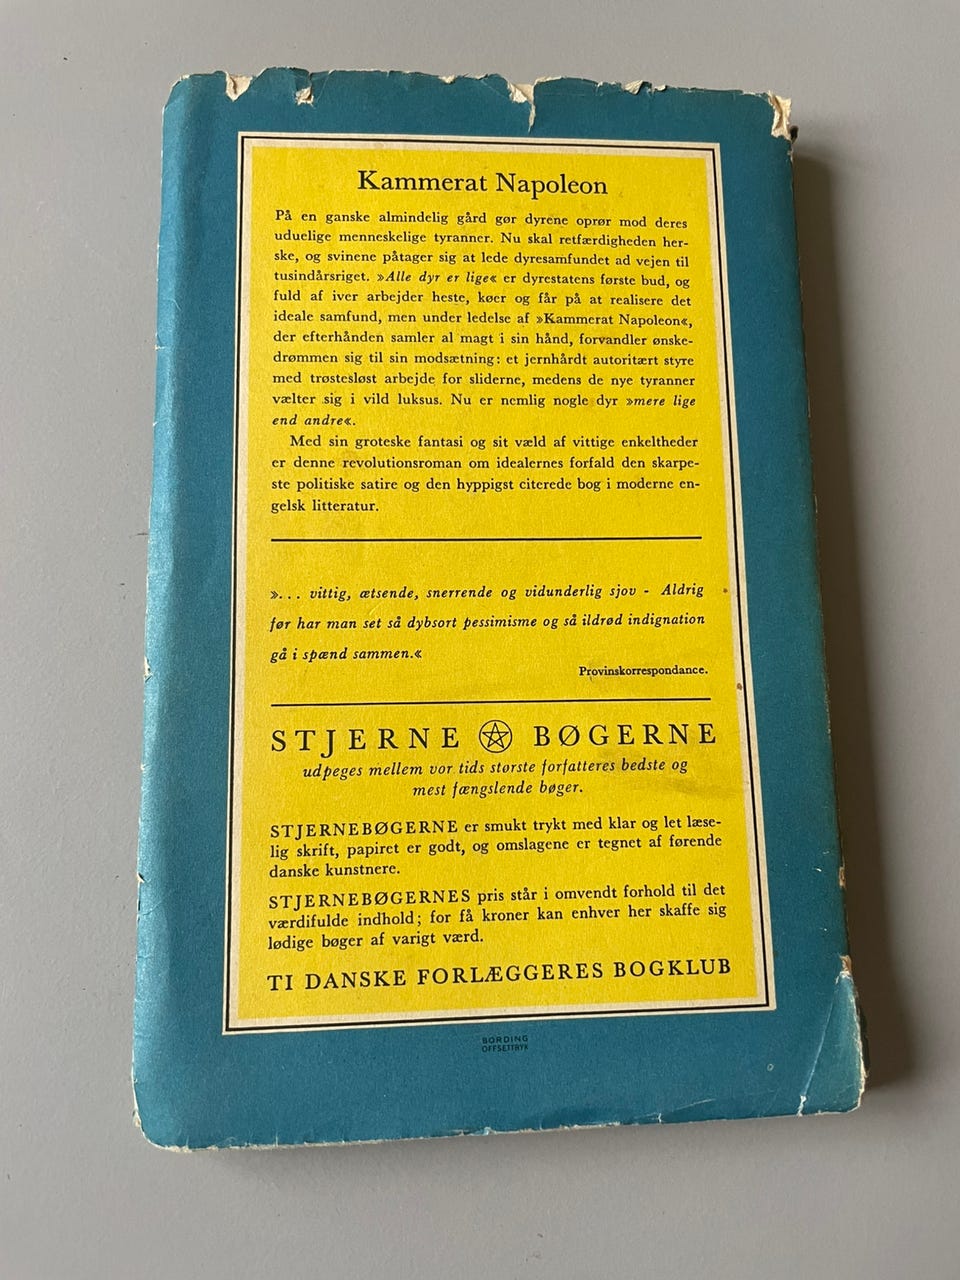 Kammerat Napoleon
På en ganske almindelig gård gør dyrene oprør mod deres
uduelige menneskelige tyranner. Nu skal retfærdigheden her-
ske, og svinene påtager sig at lede dyresamfundet ad vejen til
tusindårsriget. »Alle dyr er lige« er dyrestatens første bud, og
fuld af iver arbejder heste, køer og får på at realisere det
ideale samfund, men under ledelse af »Kammerat Napoleon«,
der efterhånden samler al magt i sin hånd, forvandler ønske-
drømmen sig til sin modsætning: et jernhårdt autoritært styre
med trøstesløst arbejde for sliderne, medens de nye tyranner
vælter sig i vild luksus. Nu er nemlig nogle dyr »mere lige
end andre«.
Med sin groteske fantasi og sit væld af vittige enkeltheder
er denne revolutionsroman om idealernes forfald den skarpe-
ste politiske satire og den hyppigst citerede bog i moderne en-
gelsk litteratur.
»... vittig, ætsende, snerrende og vidunderlig sjov - Aldrig
før har man set så dybsort pessimisme og så ildrød indignation
gå i spænd sammen.«
Provinskorrespondance.
STJERNE BØGERNE
udpeges mellem vor tids største forfatteres bedste og
mest fængslende bøger.
STJERNEBØGERNE er smukt trykt med klar og let læse-
lig skrift, papiret er godt, og omslagene er tegnet af førende
danske kunstnere.
STJERNEBØGERNES pris står i omvendt forhold til det
værdifulde indhold; for få kroner kan enhver her skaffe sig
lødige bøger af varigt værd.
TI DANSKE FORLÆGGERES BOGKLUB
BORDING
OFFSETTRYK